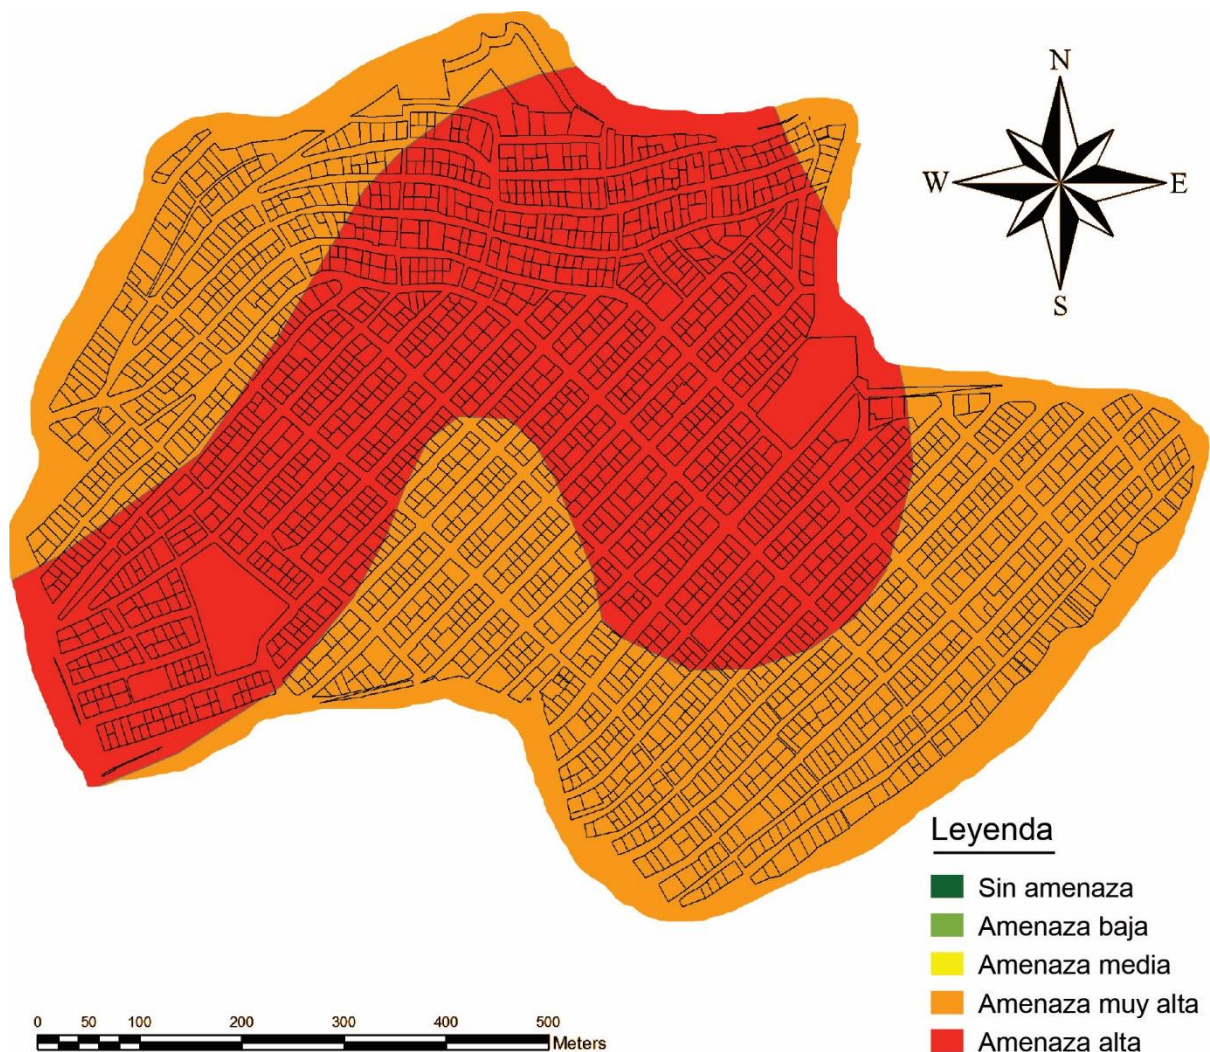 N
W E
S
Leyenda
Sin amenaza
Amenaza baja
Amenaza media
Amenaza muy alta
Amenaza alta
0 50 100 200 300 400 500
Meters